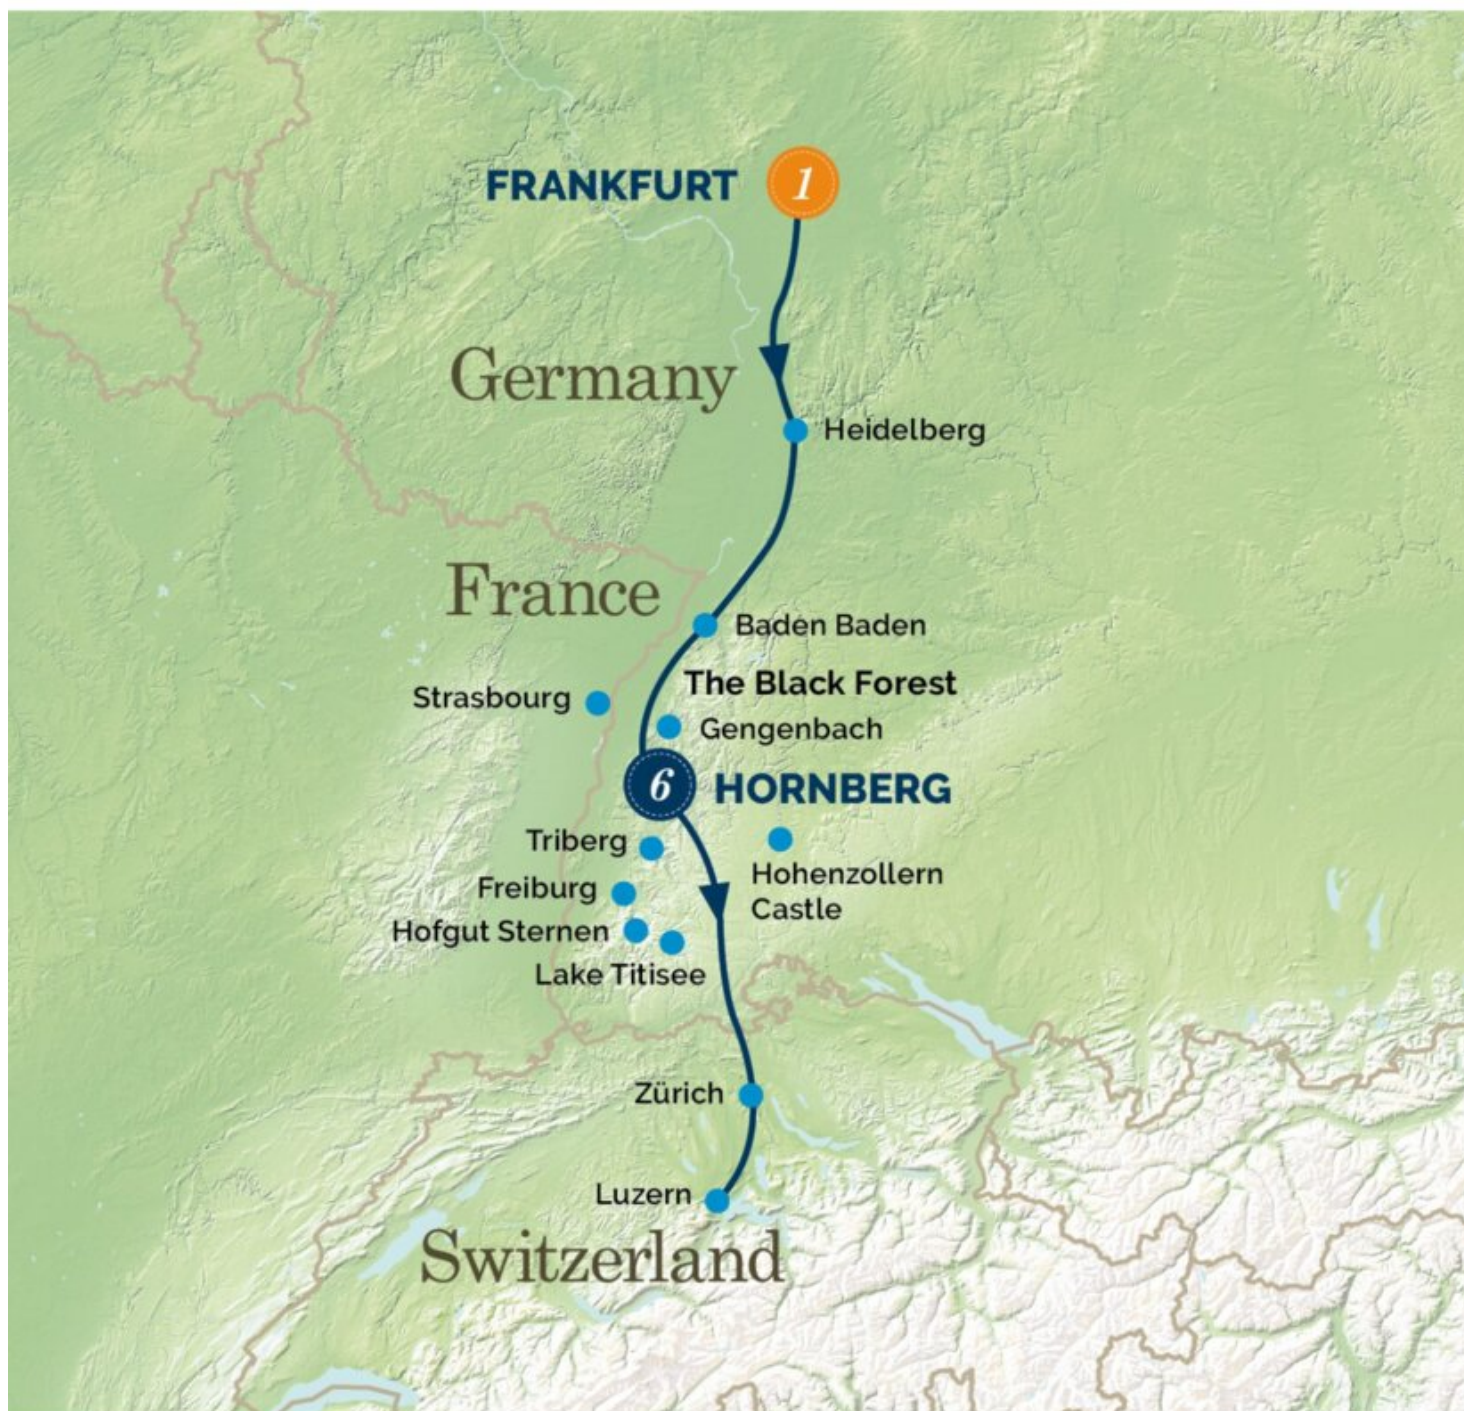 FRANKFURT 1
Germany
Heidelberg
France
Baden Baden
The Black Forest
Strasbourg
Gengenbach
6 HORNBERG
Triberg
Hohenzollern
Castle
Freiburg
Hofgut Sternen
Lake Titisee
Zürich
Luzern
Switzerland